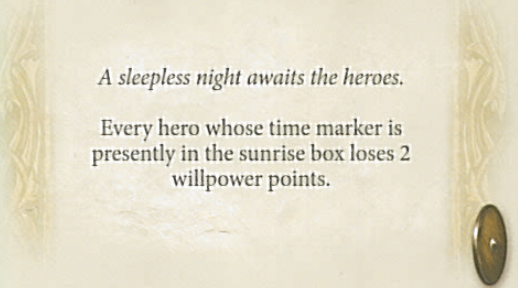 A sleepless night awaits the heroes.
Every hero whose time marker is
presently in the sunrise box loses 2
willpower points.